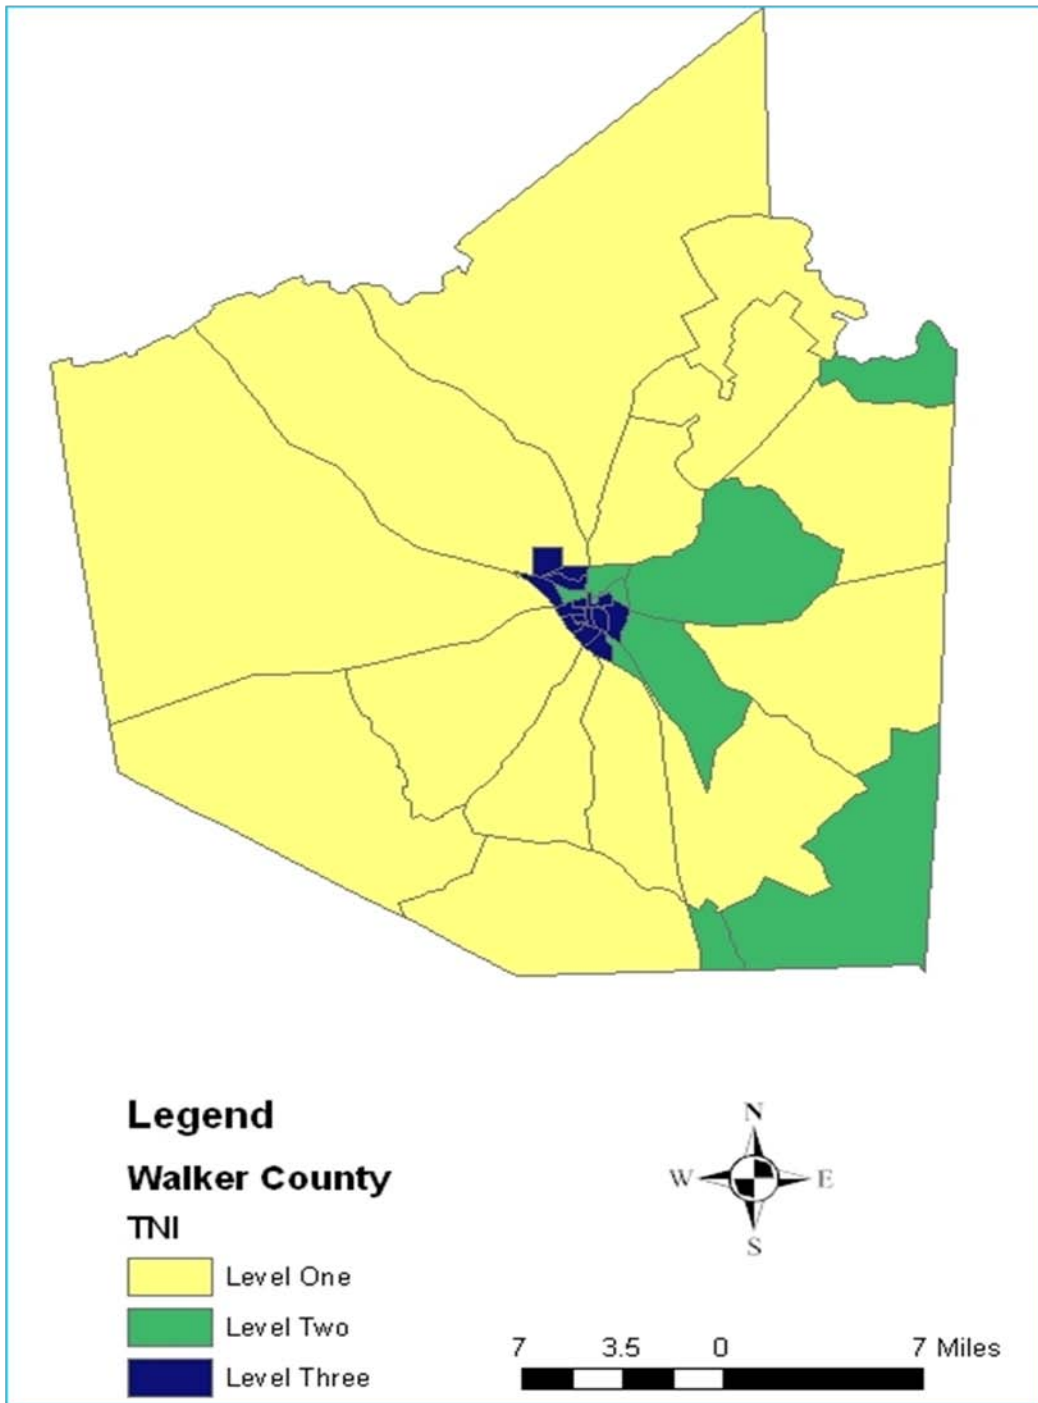 Legend
Walker County
TNI
Level One
Level Two
Level Three
N
W E
S
7 3.5 0 7 Miles